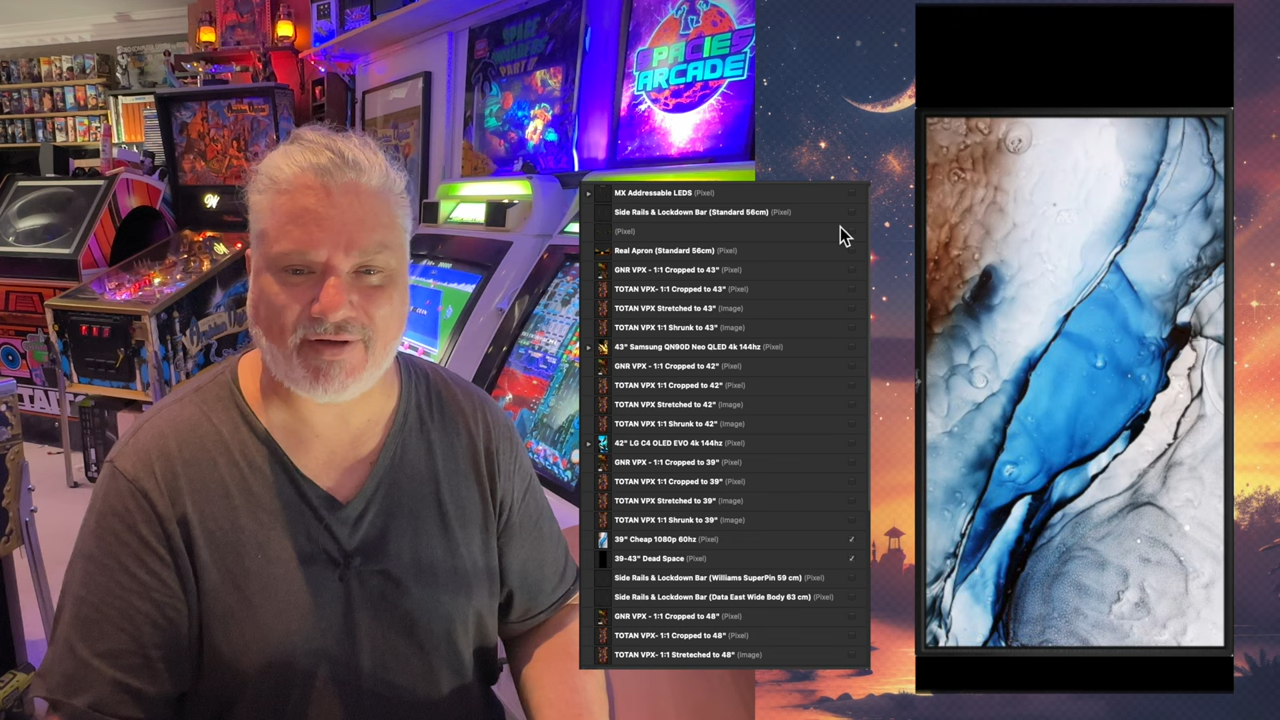 SPACE
INVADERS
PART II
SPACIES
ARCADE
MX Addressable LEDS (Pixel)
Side Rails & Lockdown Bar (Standard 56cm) (Pixel)
(Pixel)
Real Apron (Standard 56cm) (Pixel)
GNR VPX - 1:1 Cropped to 43" (Pixel)
TOTAN VPX- 1:1 Cropped to 43" (Pixel)
TOTAN VPX Stretched to 43" (Image)
TOTAN VPX 1:1 Shrunk to 43" (Image)
43" Samsung QN90D Neo QLED 4k 144hz (Pixel)
GNR VPX - 1:1 Cropped to 42" (Pixel)
TOTAN VPX 1:1 Cropped to 42" (Pixel)
TOTAN VPX Stretched to 42" (Image)
TOTAN VPX 1:1 Shrunk to 42" (Image)
42" LG C4 OLED EVO 4k 144hz (Pixel)
GNR VPX - 1:1 Cropped to 39" (Pixel)
TOTAN VPX 1:1 Cropped to 39" (Pixel)
TOTAN VPX Stretched to 39" (Image)
TOTAN VPX 1:1 Shrunk to 39" (Image)
39" Cheap 1080p 60hz (Pixel)
39-43" Dead Space (Pixel)
Side Rails & Lockdown Bar (Williams SuperPin 59 cm) (Pixel)
Side Rails & Lockdown Bar (Data East Wide Body 63 cm) (Pixel)
GNR VPX - 1:1 Cropped to 48" (Pixel)
TOTAN VPX- 1:1 Cropped to 48" (Pixel)
TOTAN VPX- 1:1 Streteched to 48" (Image)